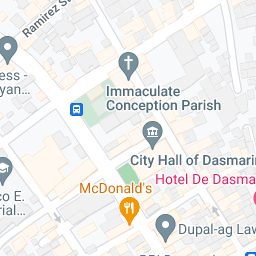 Ramirez S
Immaculate
Conception Parish
ess -
yan...
City Hall of Dasmari
Hotel De Dasma
McDonald's
co E.
rial...
Dupal-ag Law